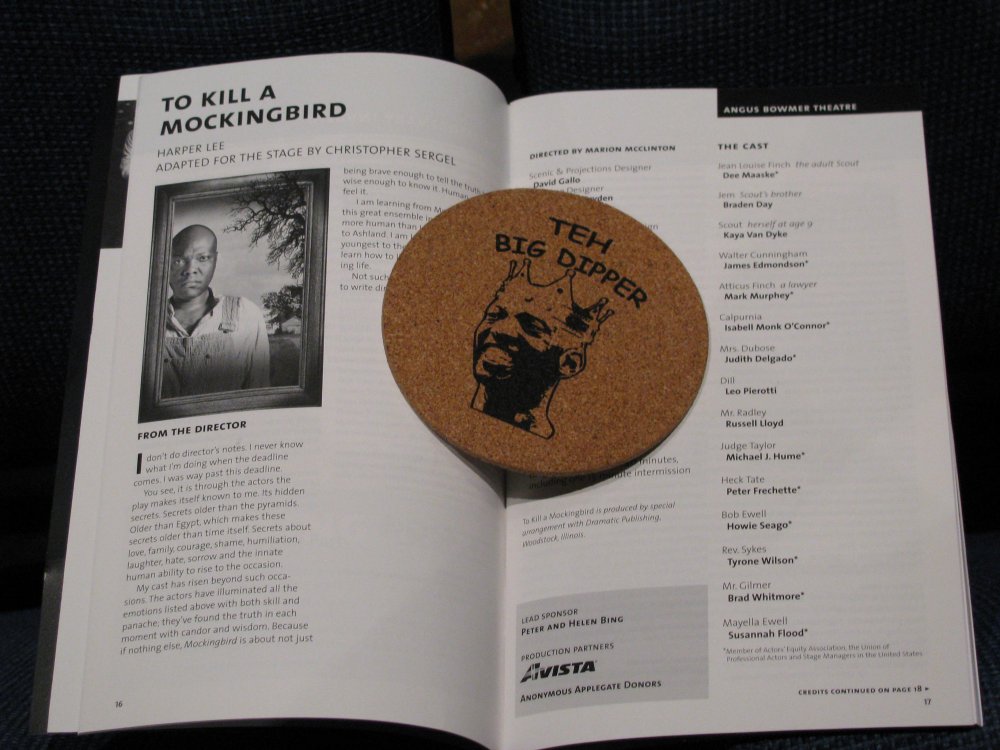 TO KILL A
MOCKINGBIRD
HARPER LEE
ADAPTED FOR THE STAGE BY CHRISTOPHER SERGEL
FROM THE DIRECTOR
I don't do director's notes. I never know
what I'm doing when the deadline
comes. I was way past this deadline.
You see, it is through the actors the
play makes itself known to me. Its hidden
secrets. Secrets older than the pyramids.
Older than Egypt, which makes these
secrets older than time itself. Secrets about
love, family, courage, shame, humiliation,
laughter, hate, sorrow and the innate
human ability to rise to the occasion.
My cast has risen beyond such occa-
sions. The actors have illuminated all the
emotions listed above with both skill and
panache; they've found the truth in each
moment with candor and wisdom. Because
if nothing else, Mockingbird is about not just
16
being brave enough to tell the truth,
wise enough to know it. Human
feel it.
I am learning from
this great ensemble
more human than
to Ashland. I am
youngest to the
learn how to
ing life.
Not such
to write
TEH
BIG DIPPER
ANGUS BOWMER THEATRE
DIRECTED BY MARION MCCLINTON
Scenic & Projections Designer
David Gallo
Designer
minutes,
including one 15 minute intermission
To Kill a Mockingbird is produced by special
arrangement with Dramatic Publishing,
Woodstock, Illinois.
LEAD SPONSOR
PETER AND HELEN BING
PRODUCTION PARTNERS
AVISTA
ANONYMOUS APPLEGATE DONORS
THE CAST
Jean Louise Finch the adult Scout
Dee Maaske*
Jem Scout's brother
Braden Day
Scout herself at age 9
Kaya Van Dyke
Walter Cunningham
James Edmondson*
Atticus Finch a lawyer
Mark Murphey*
Calpurnia
Isabell Monk O'Connor*
Mrs. Dubose
Judith Delgado*
Dill
Leo Pierotti
Mr. Radley
Russell Lloyd
Judge Taylor
Michael J. Hume*
Heck Tate
Peter Frechette*
Bob Ewell
Howie Seago*
Rev. Sykes
Tyrone Wilson*
Mr. Gilmer
Brad Whitmore*
Mayella Ewell
Susannah Flood*
*Member of Actors' Equity Association, the Union of
Professional Actors and Stage Managers in the United States
CREDITS CONTINUED ON PAGE 18 ►
17